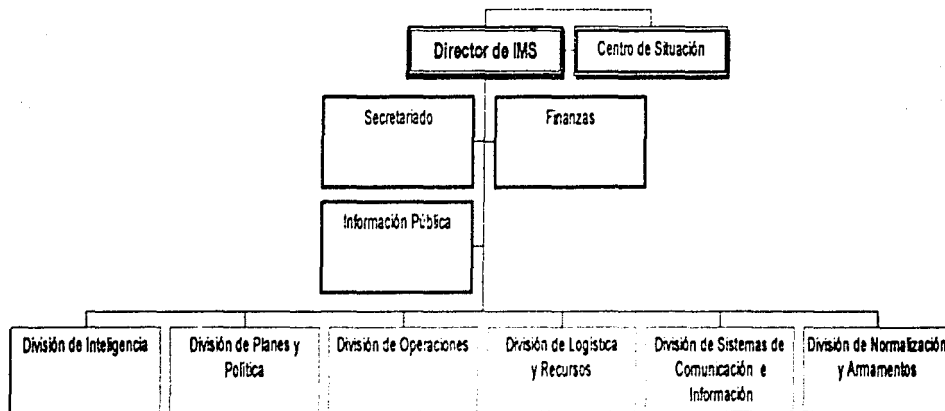 Director de IMS
Centro de Situación
Secretariado
Finanzas
Información Pública
División de Inteligencia
División de Planes y
Política
División de Operaciones
División de Logística
y Recursos
División de Sistemas de
Comunicación e
Información
División de Normalización
y Armamentos